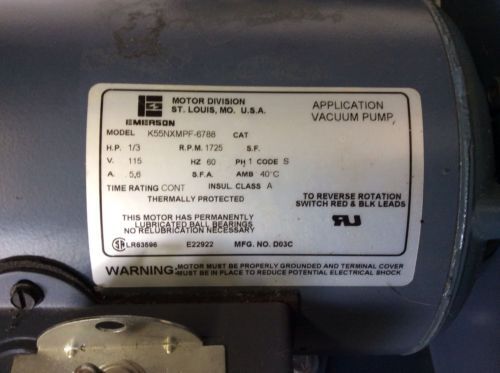 MOTOR DIVISION
ST. LOUIS, MO. U.S.A.
EMERSON
APPLICATION
VACUUM PUMP
MODEL K55NXMPF-6788 CAT
H.P. 1/3 R.P.M. 1725 S.F.
V. 115 HZ 60 PH 1 CODE S
A. 5.6 S.F.A. AMB 40°C
TIME RATING CONT INSUL. CLASS A
THERMALLY PROTECTED
TO REVERSE ROTATION
SWITCH RED & BLK LEADS
THIS MOTOR HAS PERMANENTLY
LUBRICATED BALL BEARINGS
NO RELUBRICATION NECESSARY
LR63596 E22922 MFG. NO. D03C
WARNING: MOTOR MUST BE PROPERLY GROUNDED AND TERMINAL COVER
MUST BE IN PLACE TO REDUCE POTENTIAL ELECTRICAL SHOCK